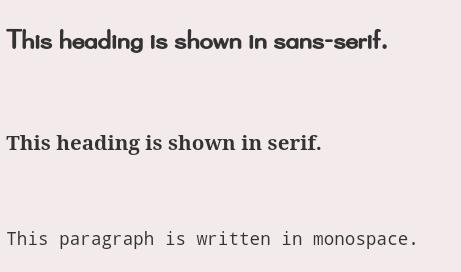 This heading is shown in sans-serif.
This heading is shown in serif.
This paragraph is written in monospace.